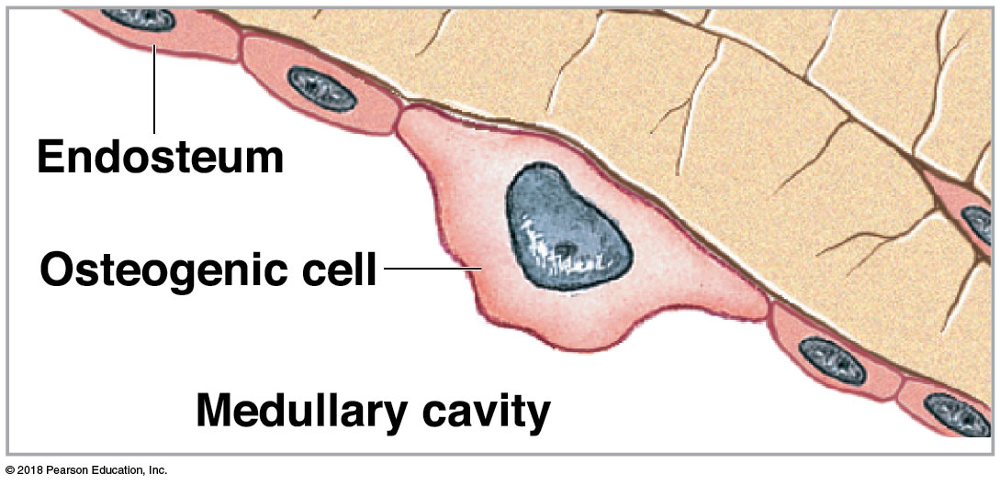 Endosteum
Osteogenic cell
Medullary cavity
© 2018 Pearson Education, Inc.